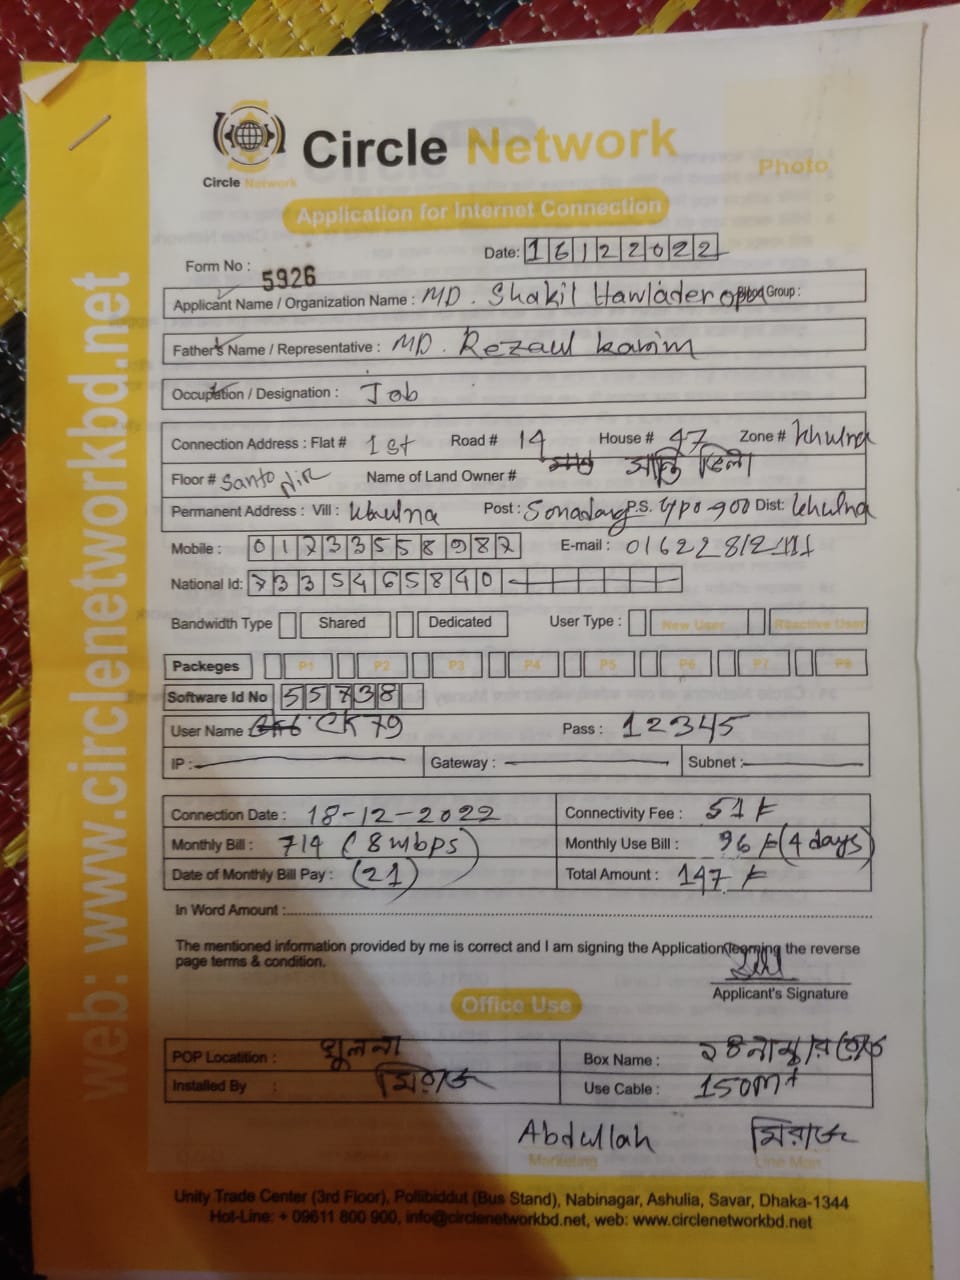 Circle Network
Circle Network
Photo
Application for Internet Connection
Date: 16122022
Form No : 5926
Applicant Name / Organization Name : MD. Shakil Hawlader Blood Group :
Father's Name / Representative : MD. Rezaul Karim
Occupation / Designation : Job
Connection Address : Flat # 1st Road # 14 House # 47 Zone # Khulna
Floor # Santo Nir Name of Land Owner #
Permanent Address : Vill : Khulna Post : Sonadang P.S. Dist: Khulna
Mobile : 01733558987 E-mail :
National Id: 7335465890
Bandwidth Type Shared Dedicated User Type : New User Reactive User
Packeges P1 P2 P3 P4 P5 P6 P7 P8
Software Id No 55738
User Name : CK79 Pass : 12345
IP : Gateway : Subnet :
Connection Date : 18-12-2022 Connectivity Fee : 51
Monthly Bill : 714 (8mbps) Monthly Use Bill : 96 (4 days)
Date of Monthly Bill Pay : (21) Total Amount : 147
In Word Amount :
The mentioned information provided by me is correct and I am signing the Application the reverse
page terms & condition.
Applicant's Signature
Office Use
POP Locatition : খুলনা Box Name :
Installed By : মিরাজ Use Cable : 150m
Abdullah মিরাজ
Marketing Line Man
web: www.circlenetworkbd.net
Unity Trade Center (3rd Floor), Pollibiddut (Bus Stand), Nabinagar, Ashulia, Savar, Dhaka-1344
Hot-Line: + 09611 800 900, info@circlenetworkbd.net, web: www.circlenetworkbd.net